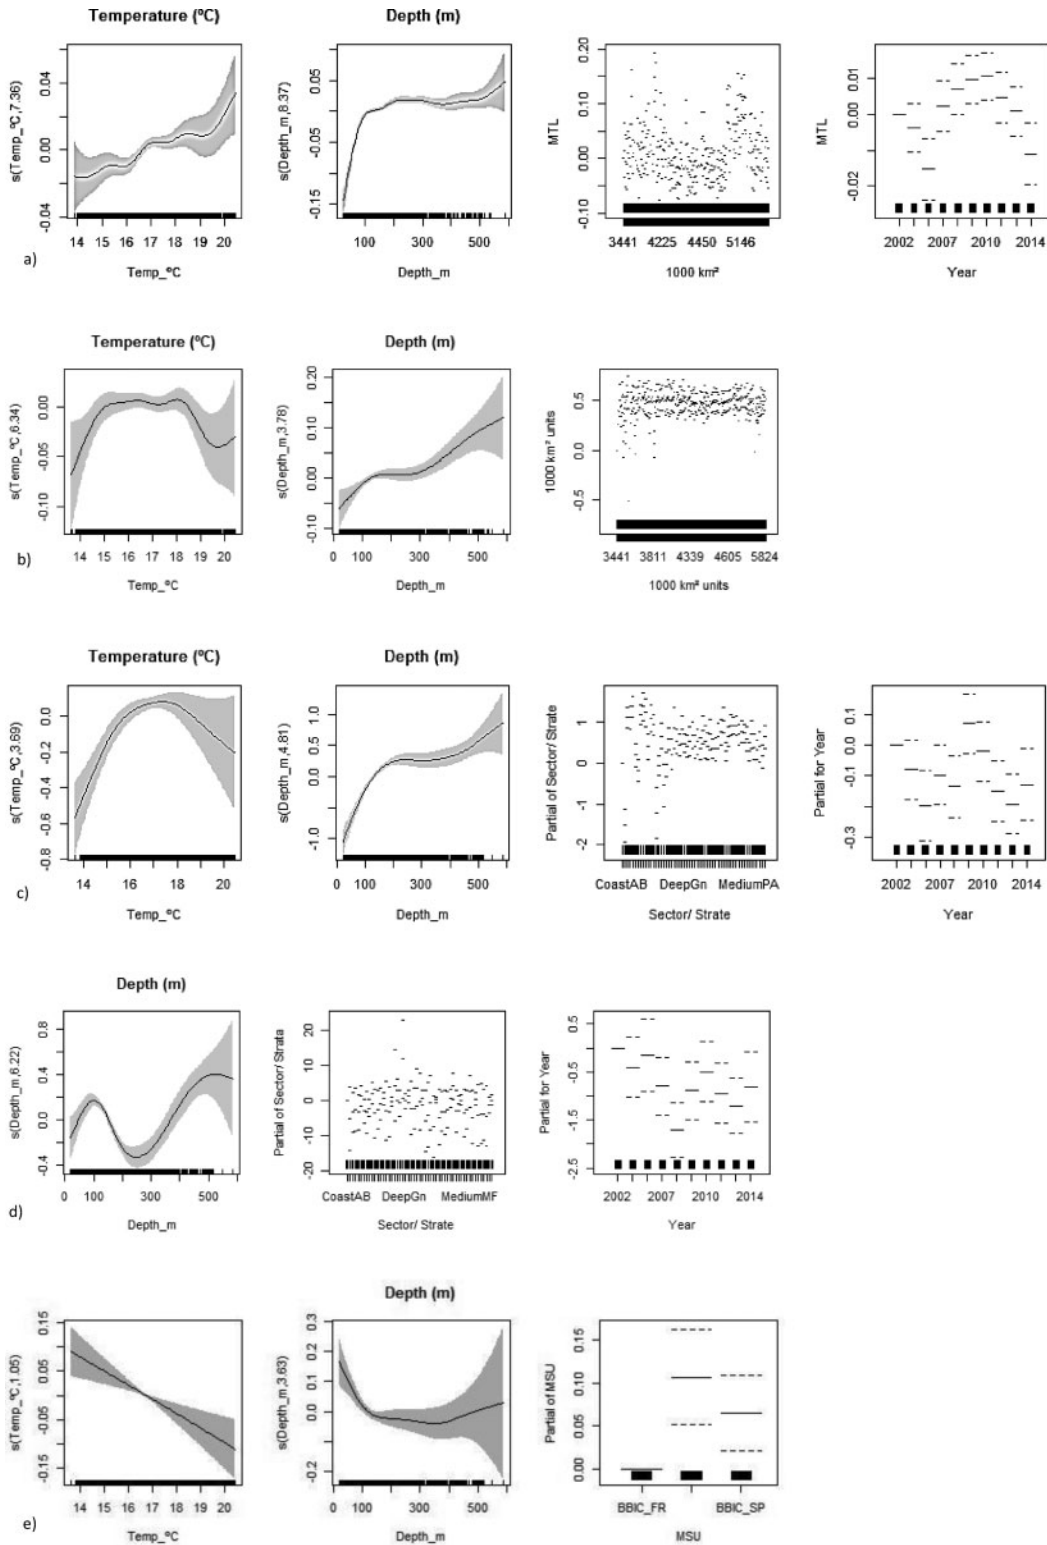 Temperature (ºC)
Depth (m)
s(Temp_ºC,7.36)
0.04
0.00
-0.04
14 15 16 17 18 19 20
Temp_ºC
s(Depth_m,8.37)
0.05
-0.05
-0.15
100 300 500
Depth_m
MTL
0.20
0.10
0.00
-0.10
3441 4225 4450 5146
1000 km²
MTL
0.01
0.00
-0.02
2002 2007 2010 2014
Year
a)
Temperature (ºC)
Depth (m)
s(Temp_ºC,6.34)
0.00
-0.05
-0.10
14 15 16 17 18 19 20
Temp_ºC
s(Depth_m,3.78)
0.20
0.10
0.00
-0.10
0 100 300 500
Depth_m
1000 km² units
0.5
0.0
-0.5
3441 3811 4339 4605 5824
1000 km² units
b)
Temperature (ºC)
Depth (m)
s(Temp_ºC,3.69)
0.0
-0.2
-0.4
-0.6
-0.8
14 16 18 20
Temp_ºC
s(Depth_m,4.81)
1.0
0.5
0.0
-1.0
0 100 300 500
Depth_m
Partial of Sector/ Strate
1
0
-1
-2
CoastAB DeepGn MediumPA
Sector/ Strate
Partial for Year
0.1
0.0
-0.1
-0.3
2002 2007 2010 2014
Year
c)
Depth (m)
s(Depth_m,6.22)
0.8
0.4
0.0
-0.4
0 100 300 500
Depth_m
Partial of Sector/ Strata
20
10
0
-10
-20
CoastAB DeepGn MediumMF
Sector/ Strate
Partial for Year
0.5
-0.5
-1.5
-2.5
2002 2007 2010 2014
Year
d)
Depth (m)
s(Temp_ºC,1.05)
0.15
0.05
-0.05
-0.15
14 15 16 17 18 19 20
Temp_ºC
s(Depth_m,3.63)
0.3
0.2
0.1
0.0
-0.2
0 100 300 500
Depth_m
Partial of MSU
0.15
0.10
0.05
0.00
BBIC_FR BBIC_SP
MSU
e)